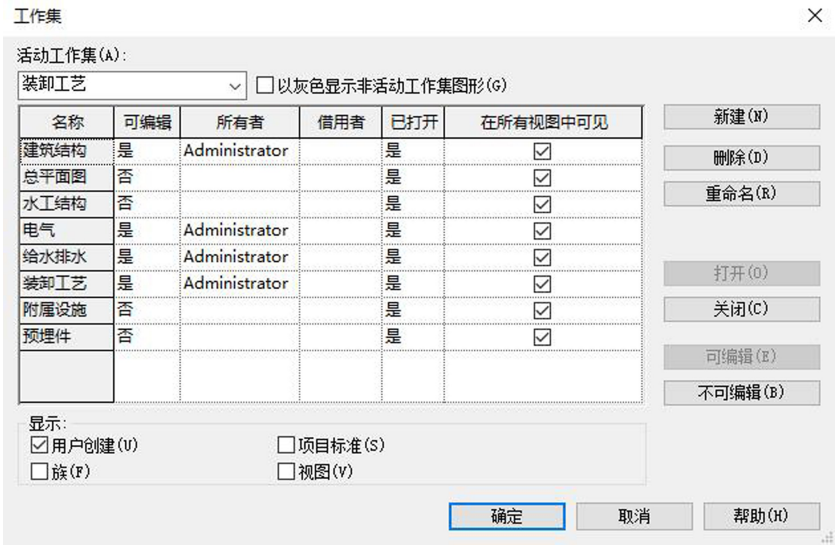 工作集
活动工作集(A):
装卸工艺 以灰色显示非活动工作集图形(G)
名称 可编辑 所有者 借用者 已打开 在所有视图中可见 新建(N)
建筑结构 是 Administrator 是
总平面图 否 是 删除(D)
水工结构 否 是 重命名(R)
电气 是 Administrator 是
给水排水 是 Administrator 是
装卸工艺 是 Administrator 是 打开(O)
附属设施 否 是 关闭(C)
预埋件 否 是
可编辑(E)
不可编辑(B)
显示:
用户创建(U) 项目标准(S)
族(F) 视图(V)
确定 取消 帮助(H)